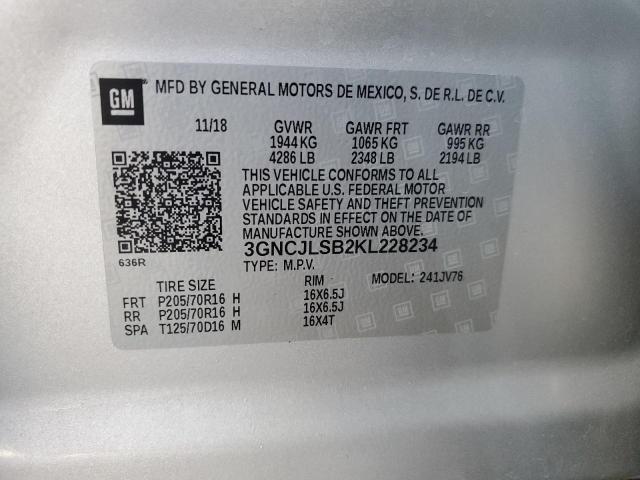 GM
MFD BY GENERAL MOTORS DE MEXICO, S. DE R.L. DE C.V.
11/18 GVWR GAWR FRT GAWR RR
1944 KG 1065 KG 995 KG
4286 LB 2348 LB 2194 LB
THIS VEHICLE CONFORMS TO ALL
APPLICABLE U.S. FEDERAL MOTOR
VEHICLE SAFETY AND THEFT PREVENTION
STANDARDS IN EFFECT ON THE DATE OF
MANUFACTURE SHOWN ABOVE.
3GNCJLSB2KL228234
636R TYPE: M.P.V.
TIRE SIZE RIM MODEL: 241JV76
FRT P205/70R16 H 16X6.5J
RR P205/70R16 H 16X6.5J
SPA T125/70D16 M 16X4T